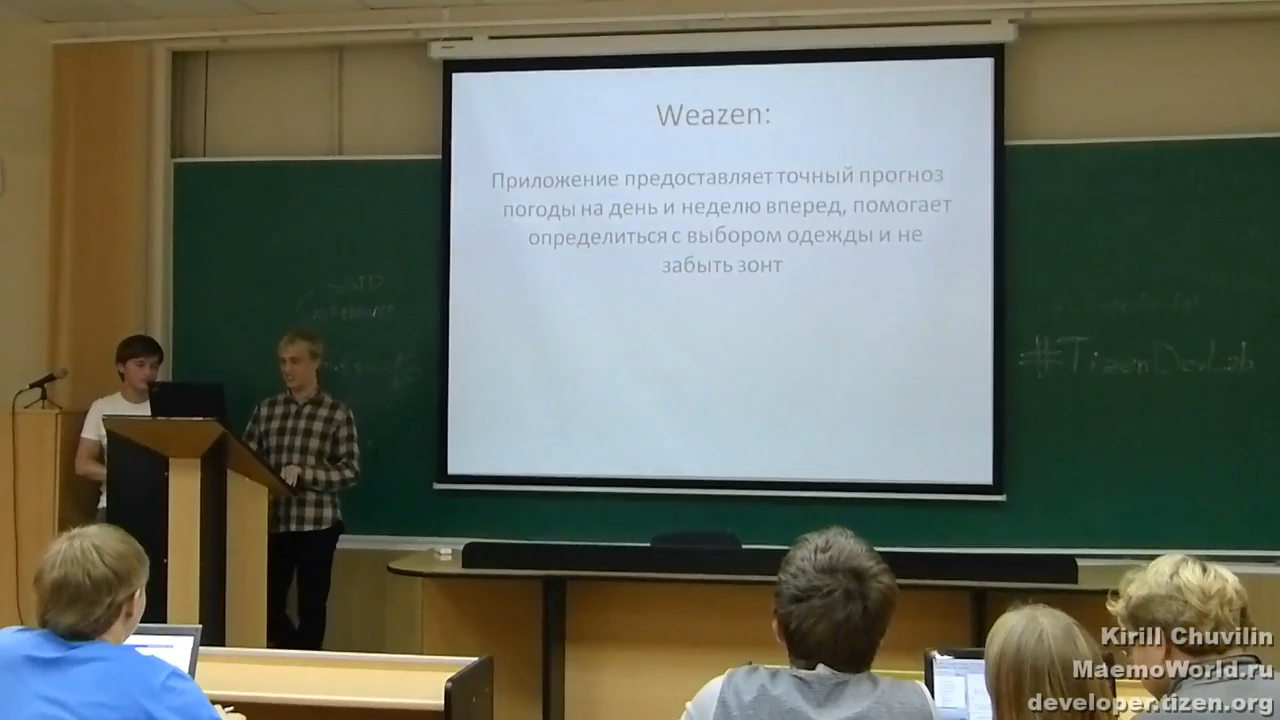 Weazen:
Приложение предоставляет точный прогноз
погоды на день и неделю вперед, помогает
определиться с выбором одежды и не
забыть зонт
#TizenDevLab
Kirill Chuvilin
MaemoWorld.ru
developer.tizen.org